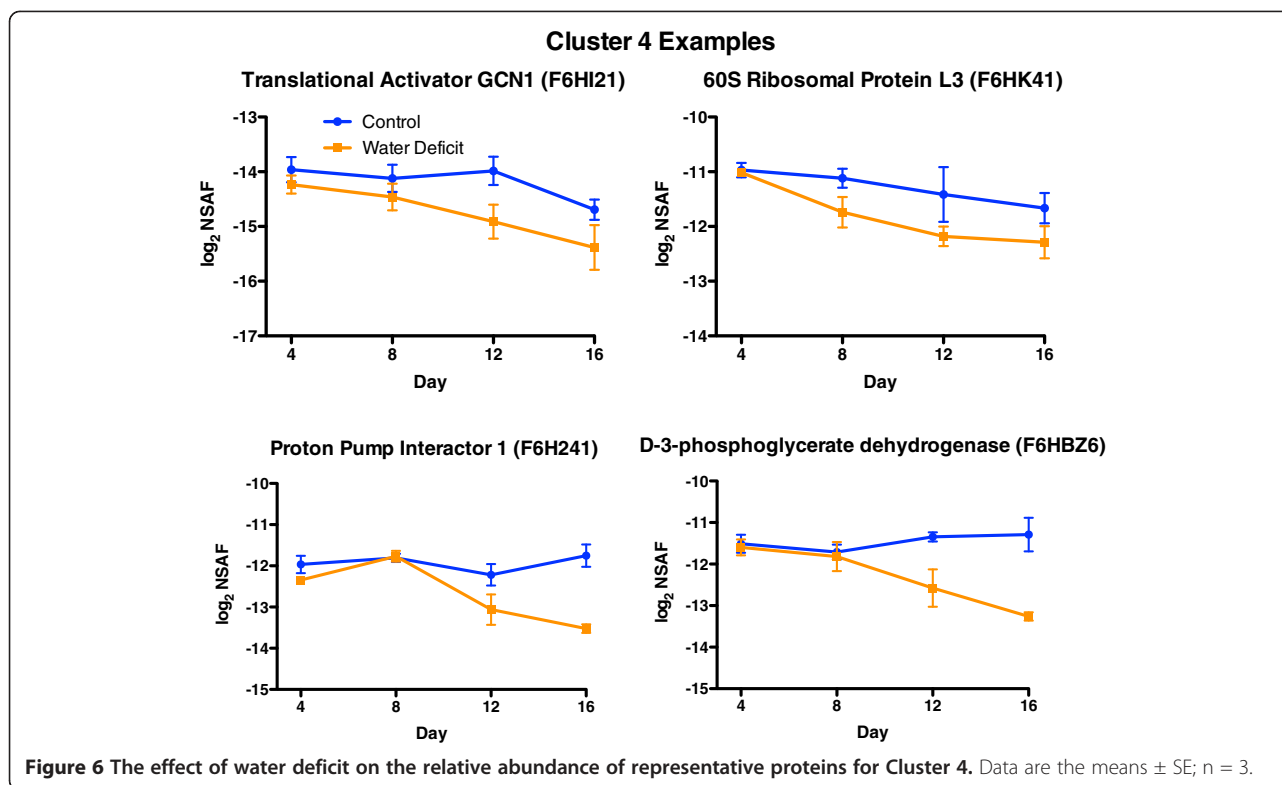 Cluster 4 Examples
Translational Activator GCN1 (F6HI21)
-13
-14
-15
-16
-17
log2 NSAF
Control
Water Deficit
4 8 12 16
Day
60S Ribosomal Protein L3 (F6HK41)
-10
-11
-12
-13
-14
log2 NSAF
4 8 12 16
Day
Proton Pump Interactor 1 (F6H241)
-10
-11
-12
-13
-14
-15
log2 NSAF
4 8 12 16
Day
D-3-phosphoglycerate dehydrogenase (F6HBZ6)
-10
-11
-12
-13
-14
-15
log2 NSAF
4 8 12 16
Day
Figure 6 The effect of water deficit on the relative abundance of representative proteins for Cluster 4. Data are the means ± SE; n = 3.